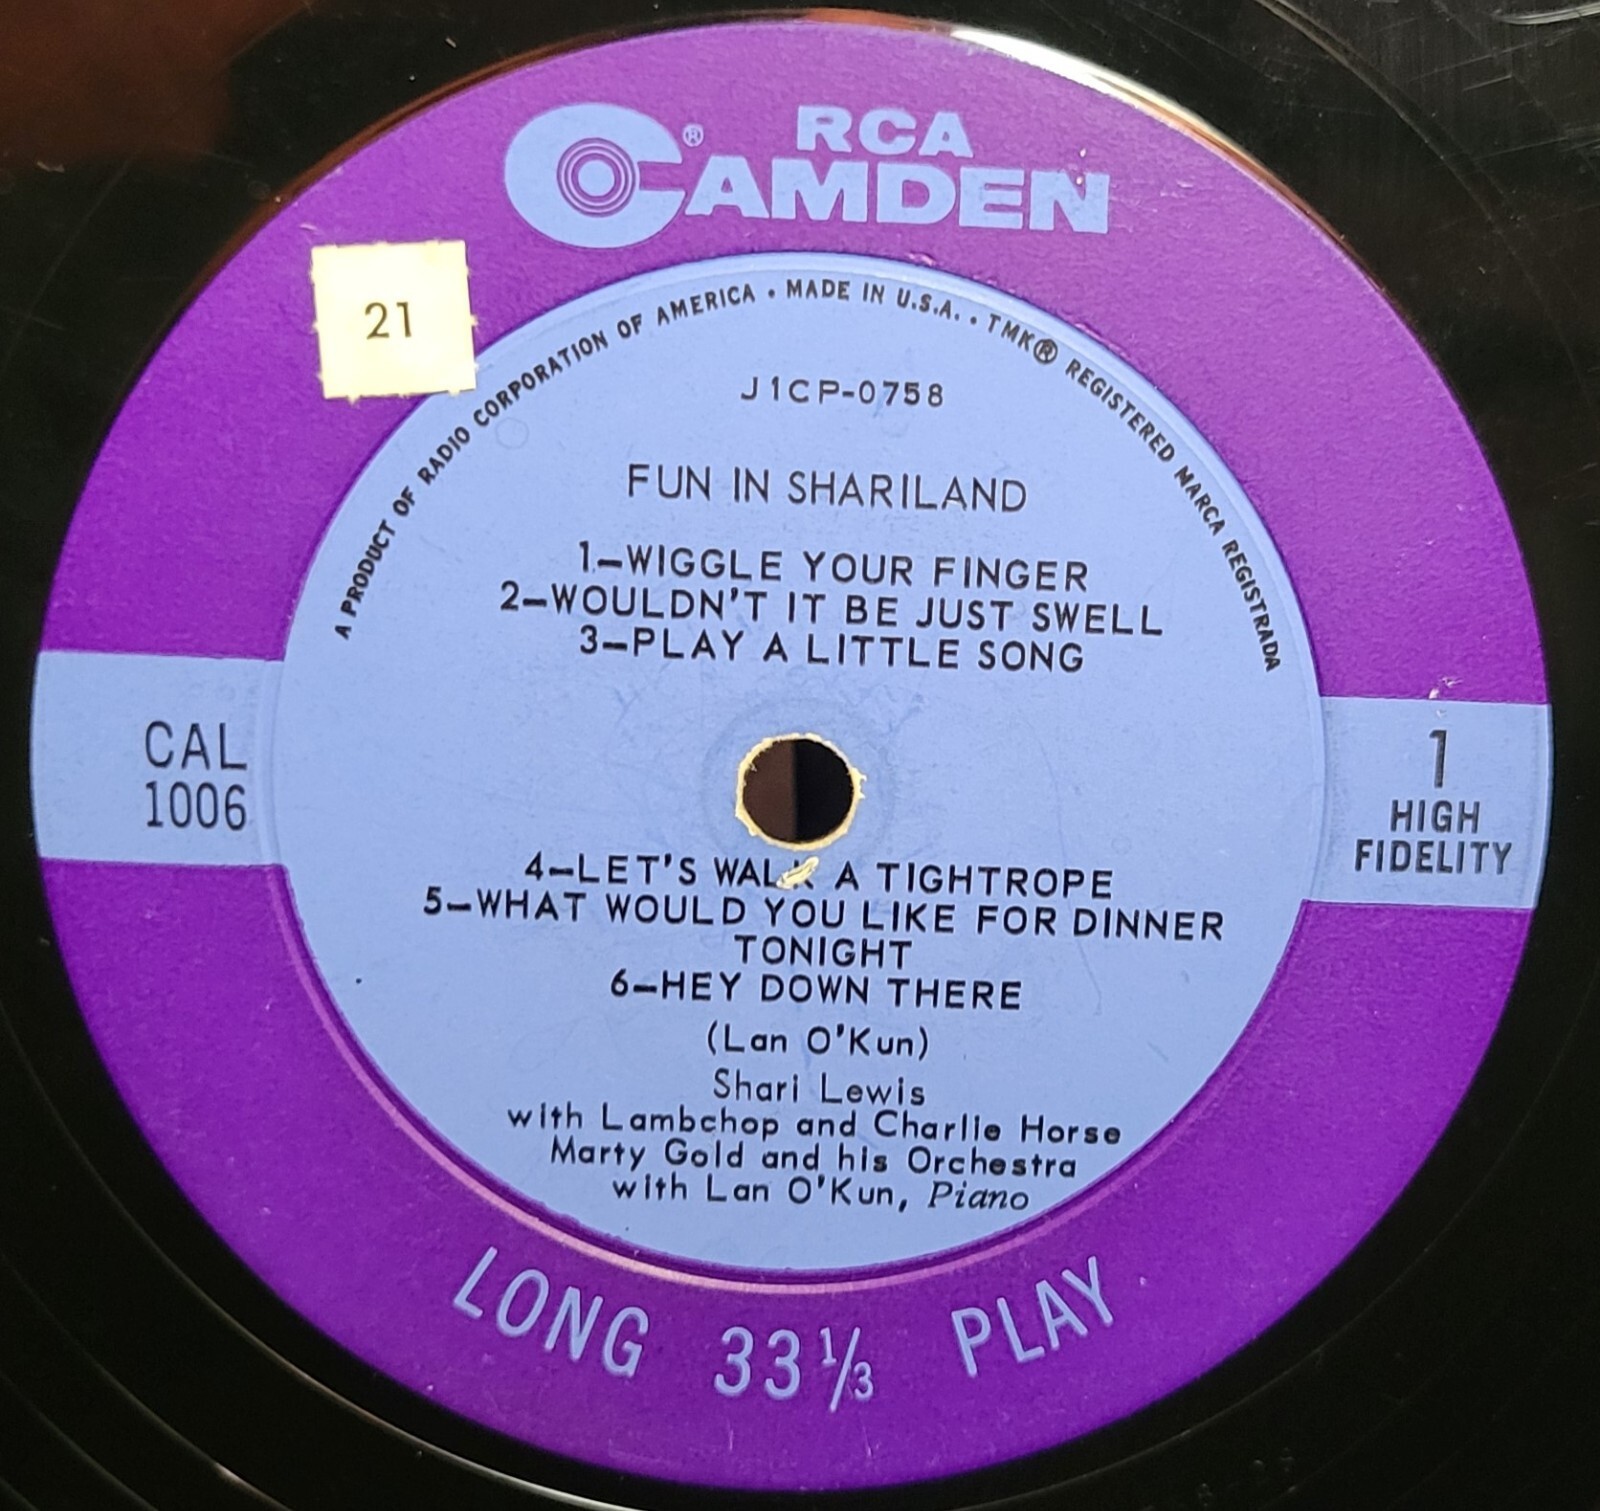 RCA
CAMDEN®
21
A PRODUCT OF RADIO CORPORATION OF AMERICA • MADE IN U.S.A. • TMK® REGISTERED MARCA REGISTRADA
J1CP-0758
FUN IN SHARILAND
1-WIGGLE YOUR FINGER
2-WOULDN'T IT BE JUST SWELL
3-PLAY A LITTLE SONG
CAL
1006
1
HIGH
FIDELITY
4-LET'S WALK A TIGHTROPE
5-WHAT WOULD YOU LIKE FOR DINNER
TONIGHT
6-HEY DOWN THERE
(Lan O'Kun)
Shari Lewis
with Lambchop and Charlie Horse
Marty Gold and his Orchestra
with Lan O'Kun, Piano
LONG 33⅓ PLAY